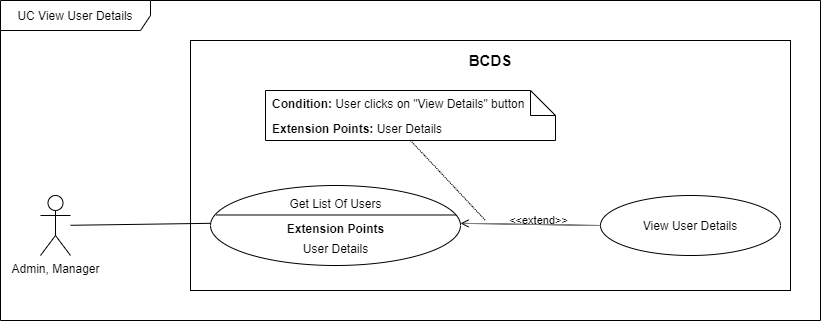 UC View User Details
BCDS
Condition: User clicks on "View Details" button
Extension Points: User Details
Get List Of Users
Extension Points
User Details
<<extend>>
View User Details
Admin, Manager